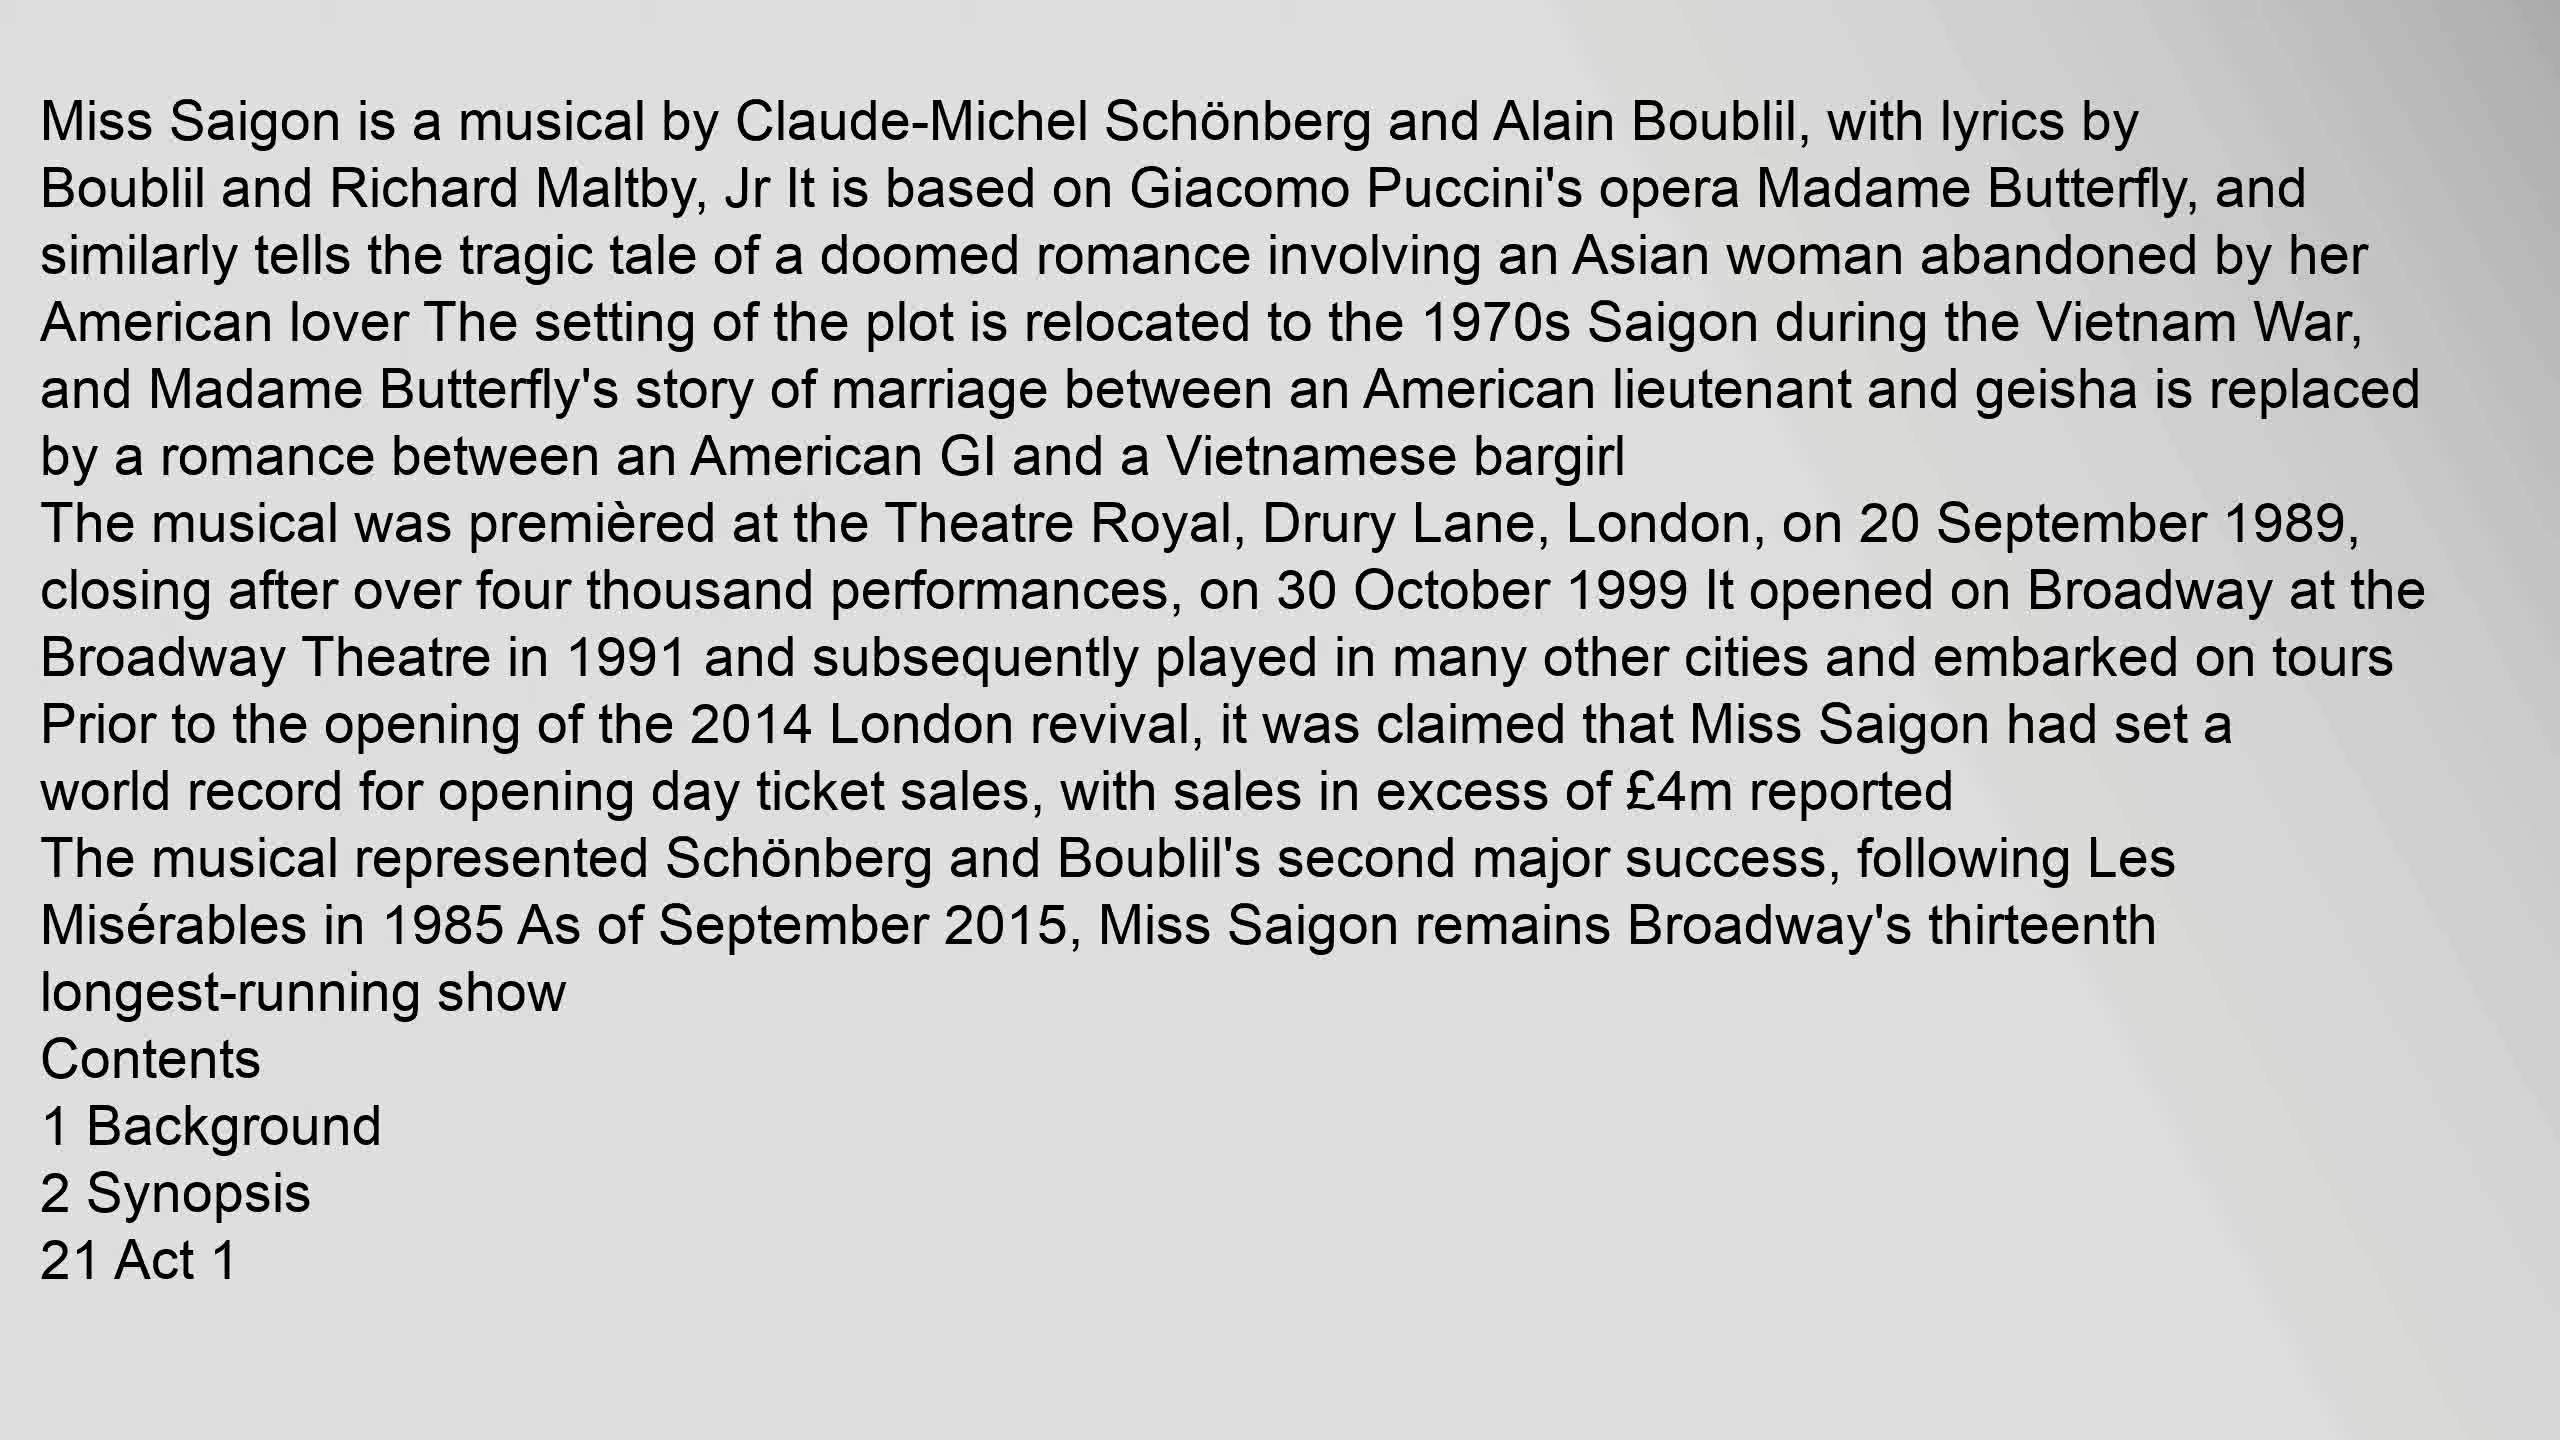 Miss Saigon is a musical by Claude-Michel Schönberg and Alain Boublil, with lyrics by
Boublil and Richard Maltby, Jr It is based on Giacomo Puccini's opera Madame Butterfly, and
similarly tells the tragic tale of a doomed romance involving an Asian woman abandoned by her
American lover The setting of the plot is relocated to the 1970s Saigon during the Vietnam War,
and Madame Butterfly's story of marriage between an American lieutenant and geisha is replaced
by a romance between an American GI and a Vietnamese bargirl
The musical was premièred at the Theatre Royal, Drury Lane, London, on 20 September 1989,
closing after over four thousand performances, on 30 October 1999 It opened on Broadway at the
Broadway Theatre in 1991 and subsequently played in many other cities and embarked on tours
Prior to the opening of the 2014 London revival, it was claimed that Miss Saigon had set a
world record for opening day ticket sales, with sales in excess of £4m reported
The musical represented Schönberg and Boublil's second major success, following Les
Misérables in 1985 As of September 2015, Miss Saigon remains Broadway's thirteenth
longest-running show
Contents
1 Background
2 Synopsis
21 Act 1